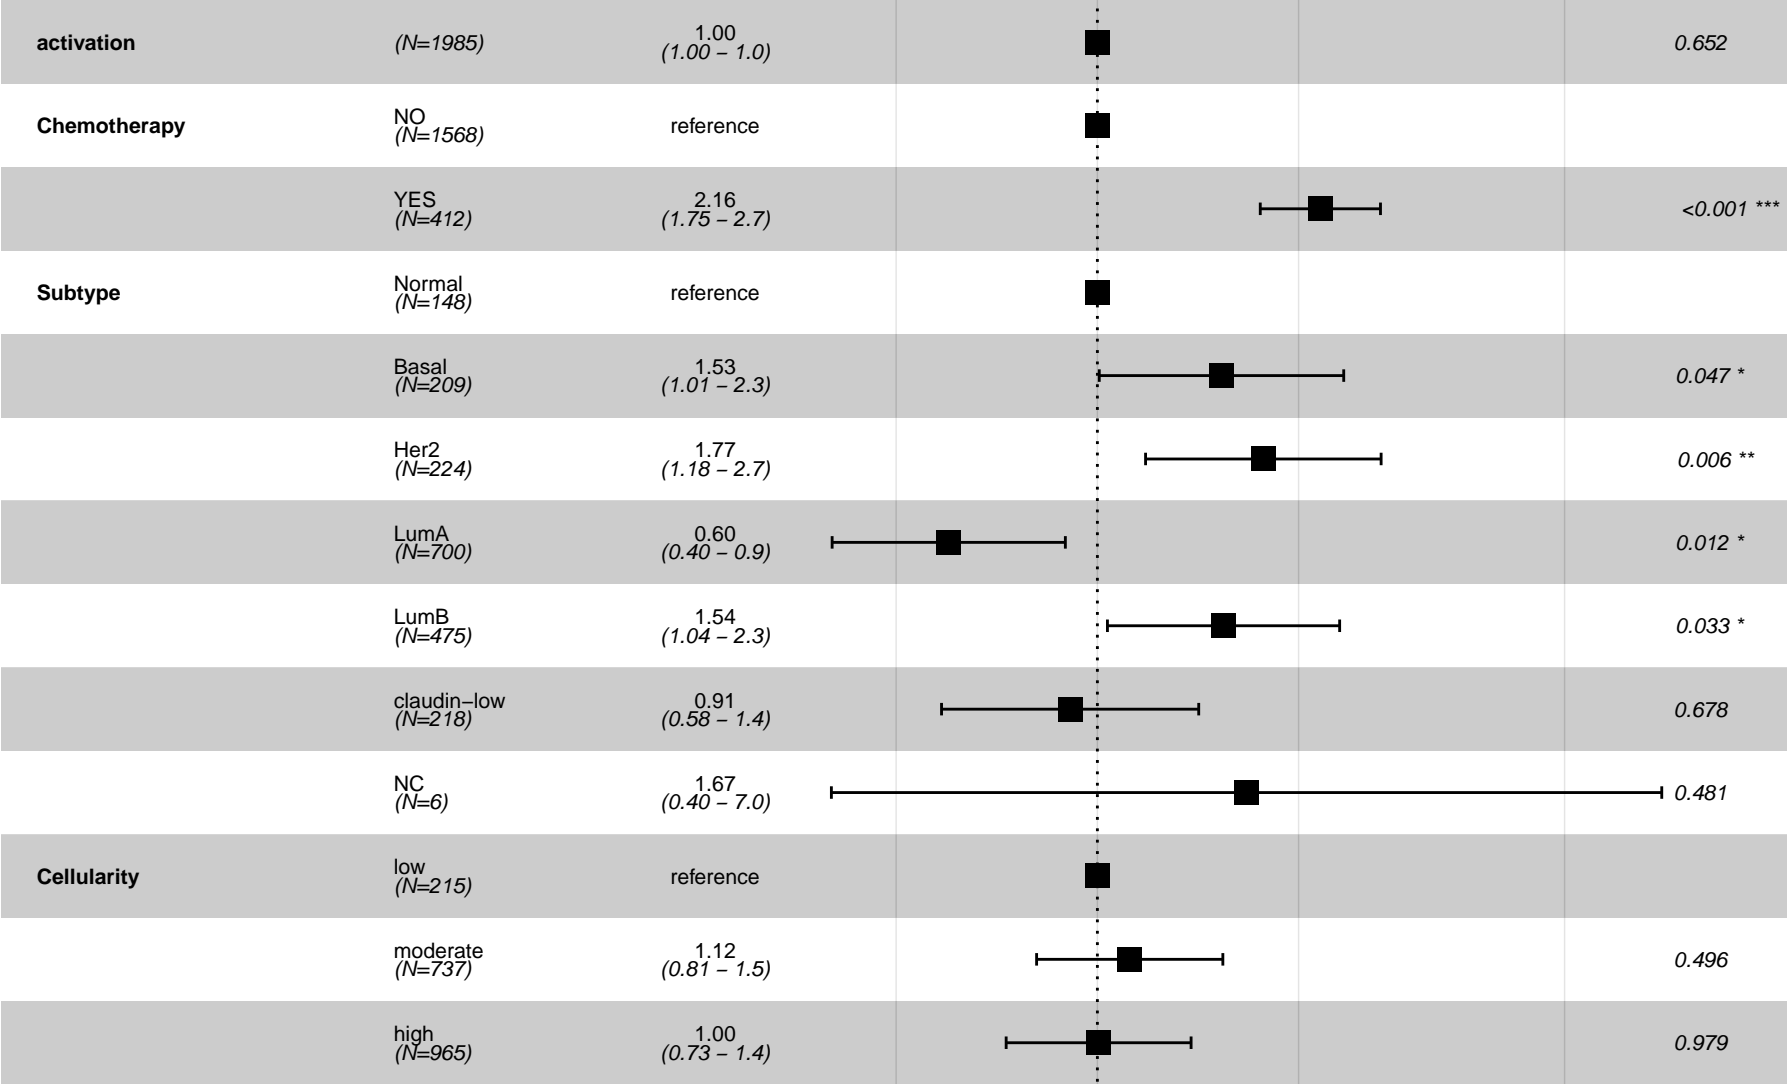 activation (N=1985) 1.00 0.652
(1.00 – 1.0)
Chemotherapy NO reference
(N=1568)
YES 2.16 <0.001 ***
(N=412) (1.75 – 2.7)
Subtype Normal reference
(N=148)
Basal 1.53 0.047 *
(N=209) (1.01 – 2.3)
Her2 1.77 0.006 **
(N=224) (1.18 – 2.7)
LumA 0.60 0.012 *
(N=700) (0.40 – 0.9)
LumB 1.54 0.033 *
(N=475) (1.04 – 2.3)
claudin−low 0.91 0.678
(N=218) (0.58 – 1.4)
NC 1.67 0.481
(N=6) (0.40 – 7.0)
Cellularity low reference
(N=215)
moderate 1.12 0.496
(N=737) (0.81 – 1.5)
high 1.00 0.979
(N=965) (0.73 – 1.4)